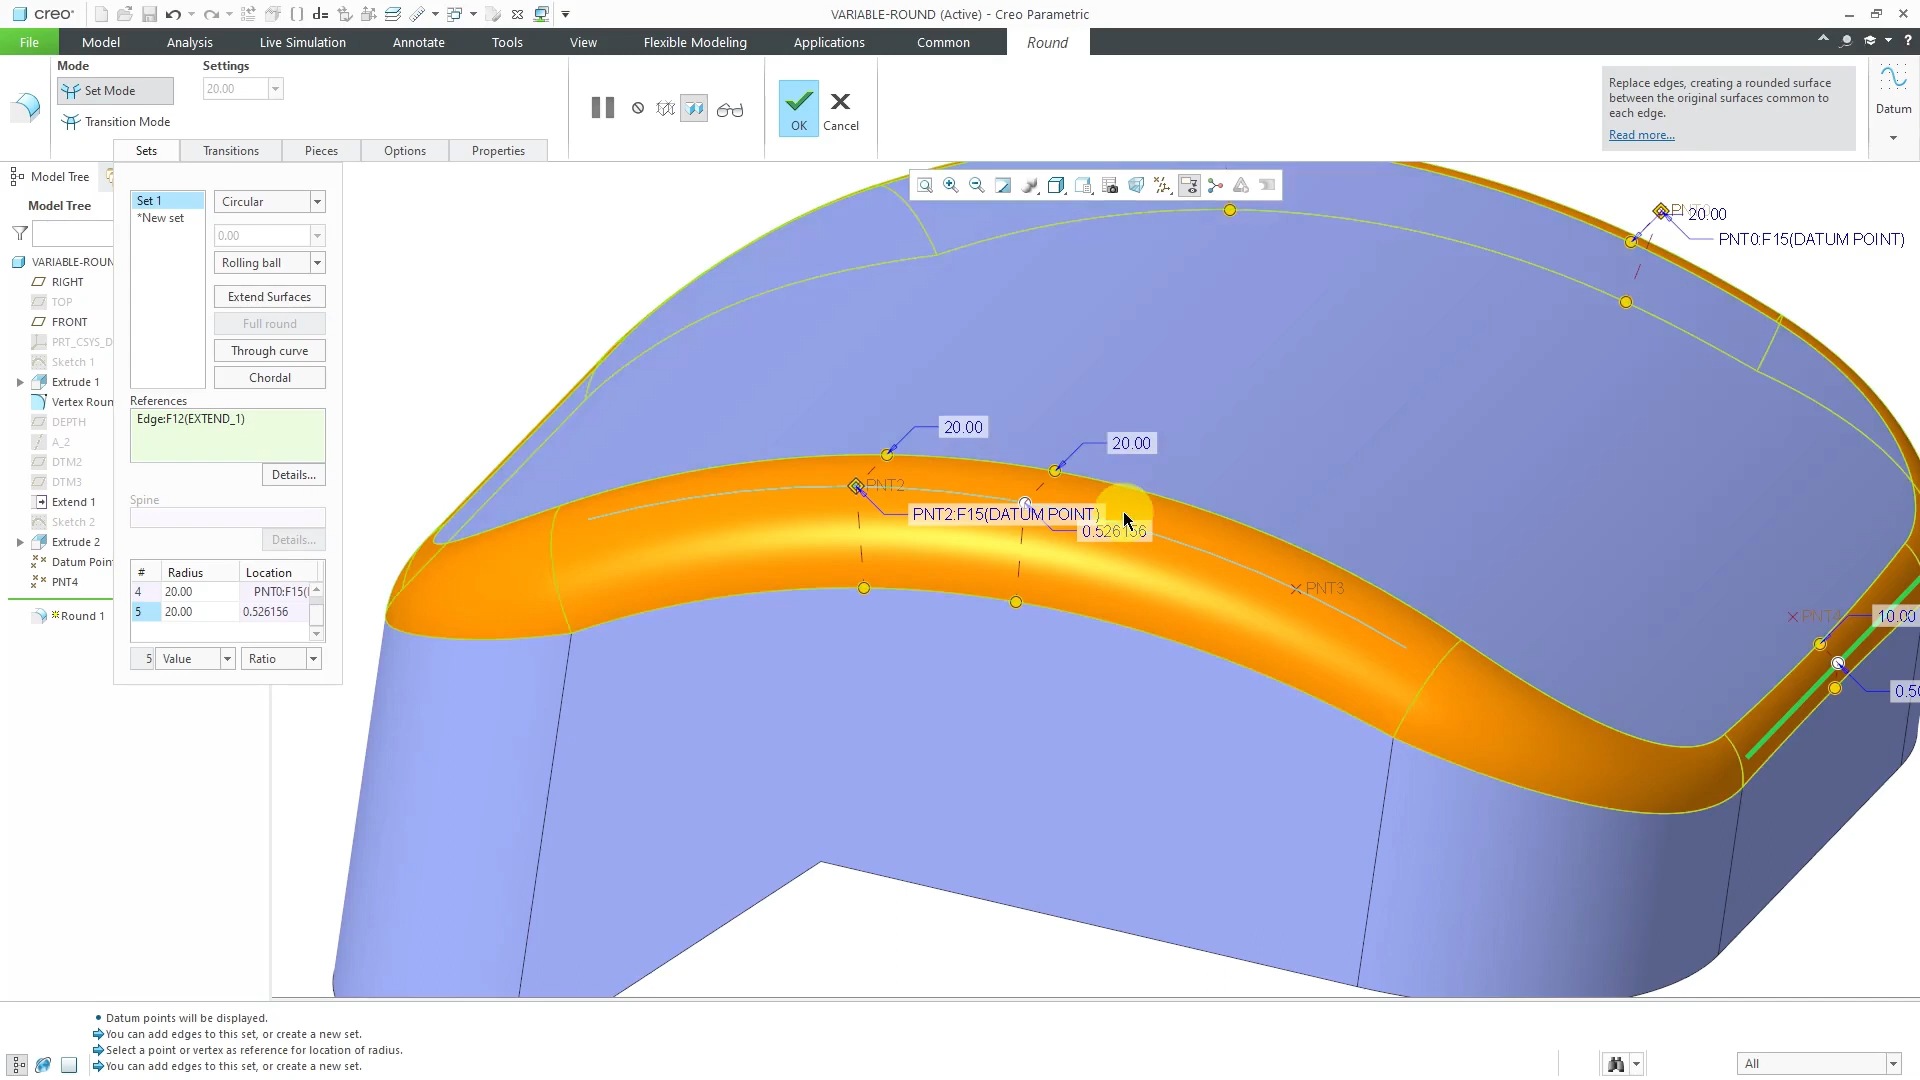 creo
VARIABLE-ROUND (Active) - Creo Parametric
File
Model
Analysis
Live Simulation
Annotate
Tools
View
Flexible Modeling
Applications
Common
Round
Mode
Settings
Set Mode
20.00
Transition Mode
OK
Cancel
Replace edges, creating a rounded surface
between the original surfaces common to
each edge.
Read more...
Datum
Sets
Transitions
Pieces
Options
Properties
Model Tree
Model Tree
VARIABLE-ROUN
RIGHT
TOP
FRONT
PRT_CSYS_D
Sketch 1
Extrude 1
Vertex Roun
DEPTH
A_2
DTM2
DTM3
Extend 1
Sketch 2
Extrude 2
Datum Poin
PNT4
Round 1
Set 1
*New set
Circular
0.00
Rolling ball
Extend Surfaces
Full round
Through curve
Chordal
References
Edge:F12(EXTEND_1)
Details...
Spine
Details...
# Radius Location
4 20.00 PNT0:F15(
5 20.00 0.526156
5 Value Ratio
20.00
PNT0:F15(DATUM POINT)
20.00
20.00
PNT2
PNT2:F15(DATUM POINT)
0.526156
PNT3
10.00
0.50
Datum points will be displayed.
You can add edges to this set, or create a new set.
Select a point or vertex as reference for location of radius.
You can add edges to this set, or create a new set.
All